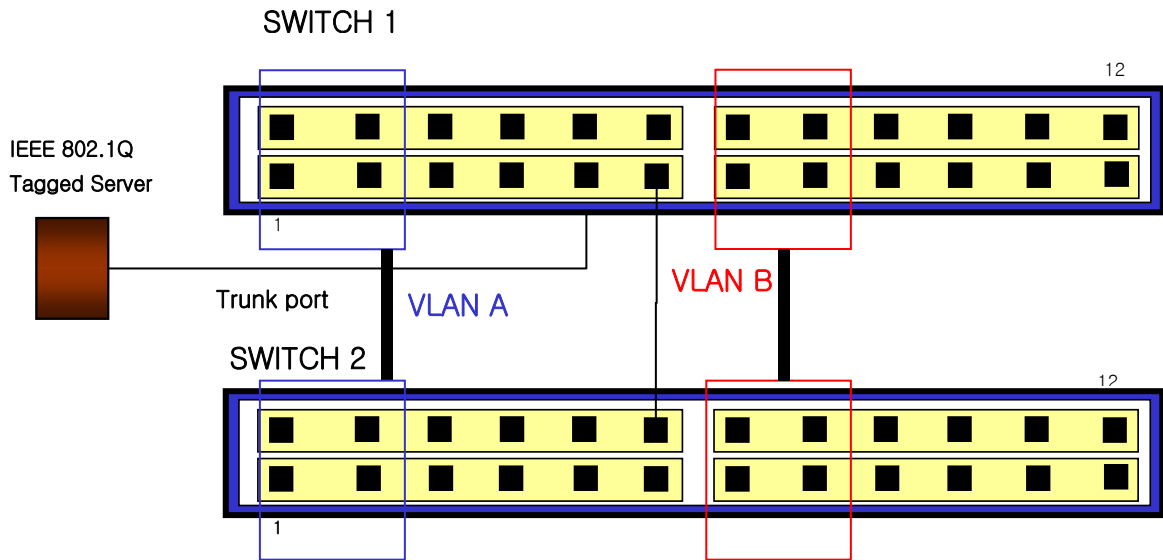 SWITCH 1
12
IEEE 802.1Q
Tagged Server
1
Trunk port
VLAN A
VLAN B
SWITCH 2
12
1